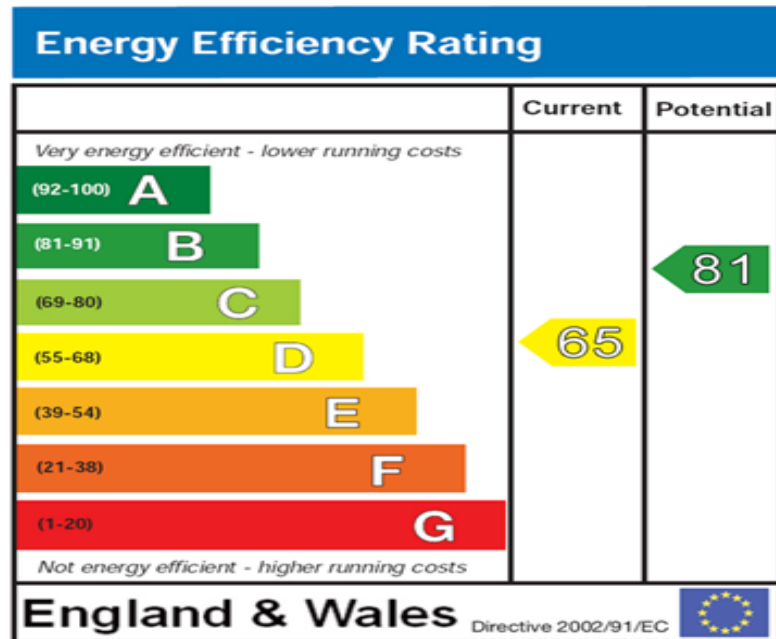 Energy Efficiency Rating
Current Potential
Very energy efficient - lower running costs
(92-100) A
(81-91) B
81
(69-80) C
65
(55-68) D
(39-54) E
(21-38) F
(1-20) G
Not energy efficient - higher running costs
England & Wales Directive 2002/91/EC